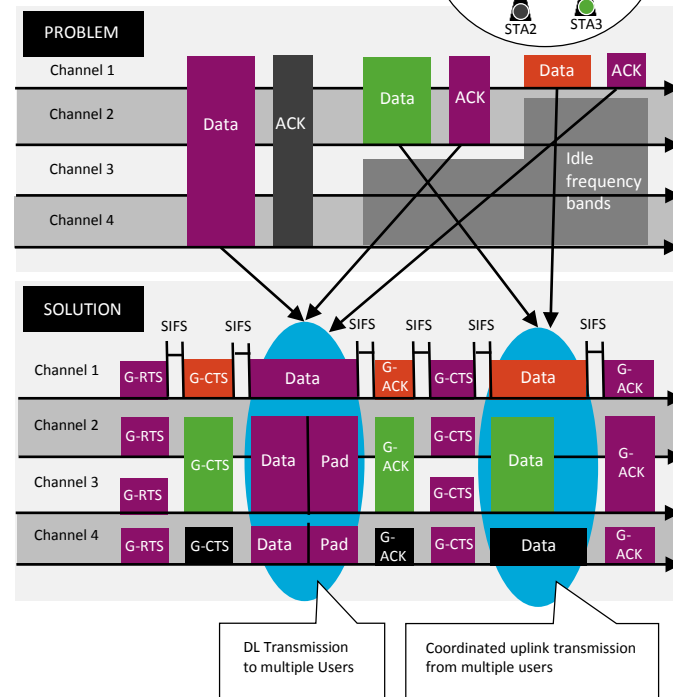 STA2
STA3
PROBLEM
Channel 1
Data
ACK
Channel 2
Data
ACK
Data
ACK
Channel 3
Idle
frequency
bands
Channel 4
SOLUTION
SIFS
SIFS
SIFS
SIFS
SIFS
SIFS
Channel 1
G-RTS
G-CTS
Data
G-
ACK
G-CTS
Data
G-
ACK
Channel 2
G-RTS
G-CTS
Data
Pad
G-
ACK
G-CTS
Data
G-
ACK
Channel 3
G-RTS
G-CTS
Channel 4
G-RTS
G-CTS
Data
Pad
G-
ACK
G-CTS
Data
G-
ACK
DL Transmission
to multiple Users
Coordinated uplink transmission
from multiple users